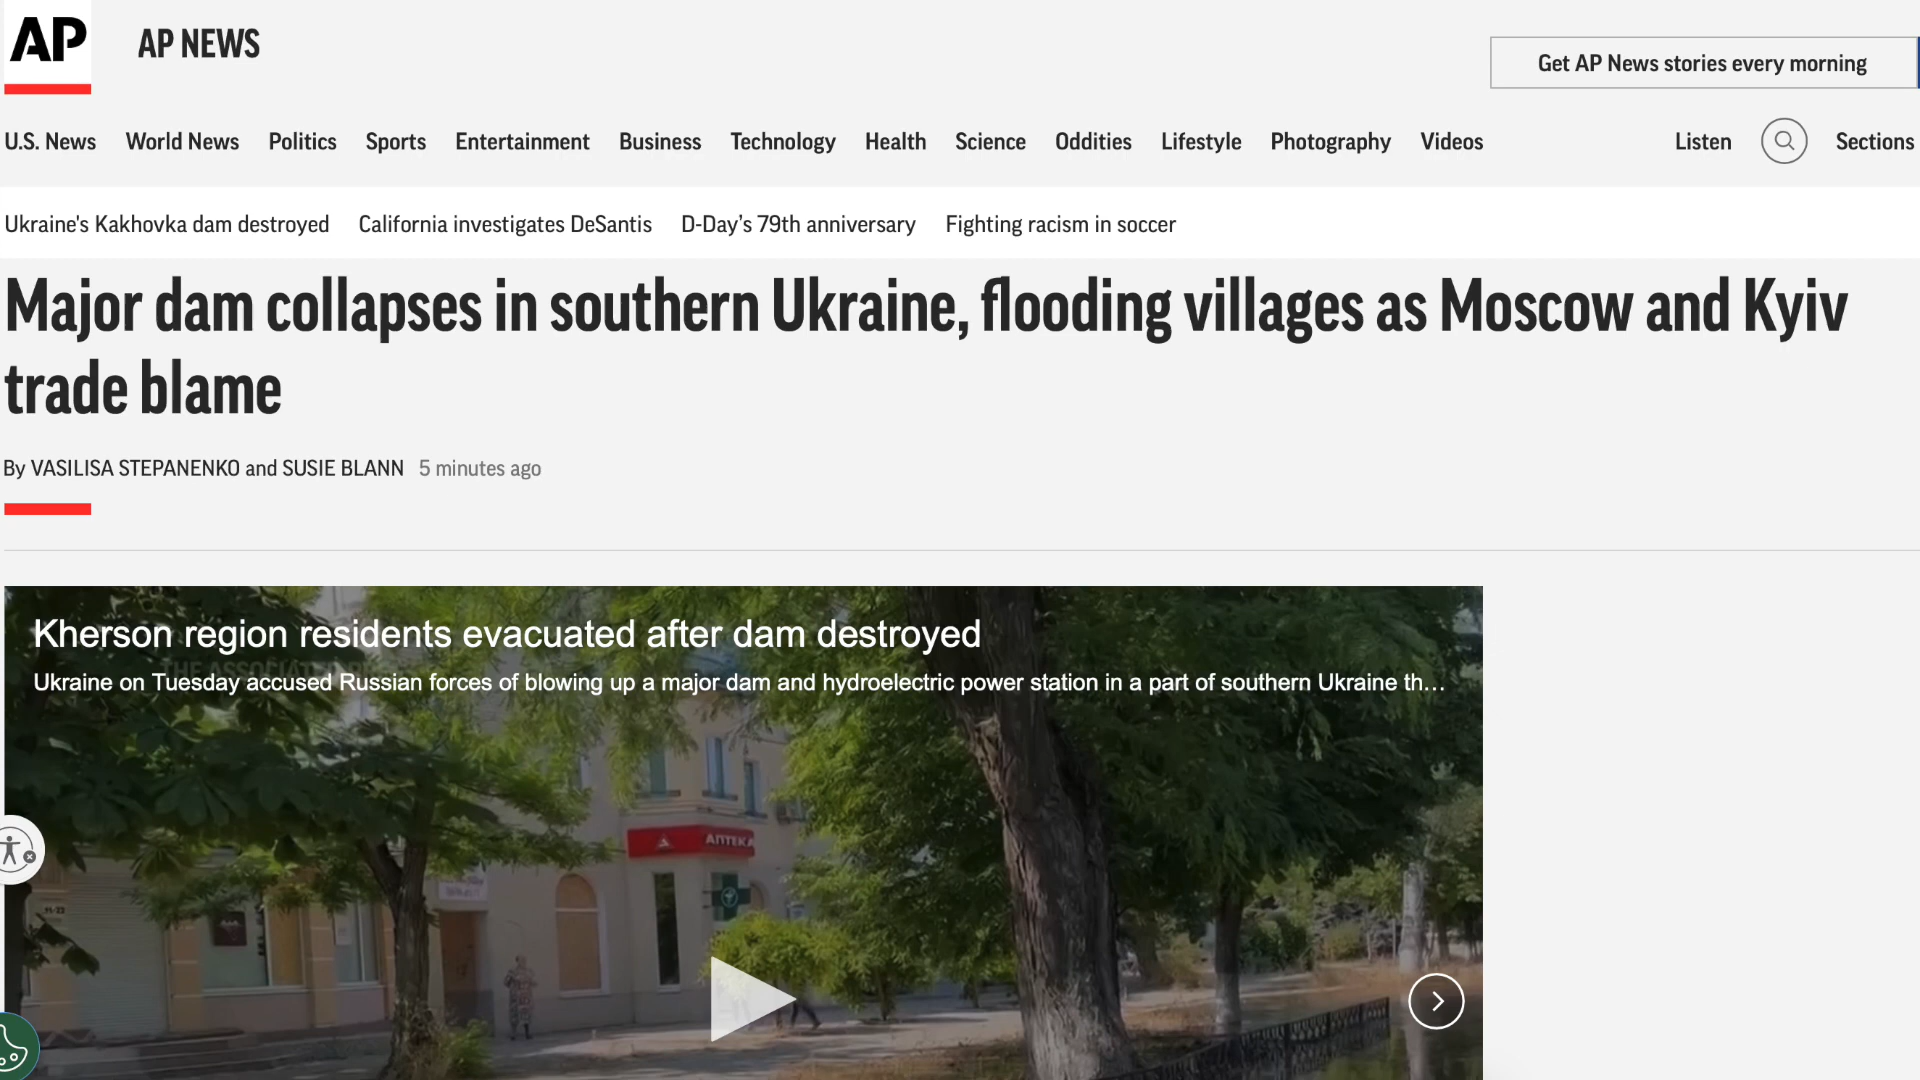 AP
AP NEWS
Get AP News stories every morning
U.S. News World News Politics Sports Entertainment Business Technology Health Science Oddities Lifestyle Photography Videos Listen Sections
Ukraine's Kakhovka dam destroyed California investigates DeSantis D-Day’s 79th anniversary Fighting racism in soccer
Major dam collapses in southern Ukraine, flooding villages as Moscow and Kyiv
trade blame
By VASILISA STEPANENKO and SUSIE BLANN 5 minutes ago
Kherson region residents evacuated after dam destroyed
THE ASSOCIATED
Ukraine on Tuesday accused Russian forces of blowing up a major dam and hydroelectric power station in a part of southern Ukraine th...
АПТЕКА